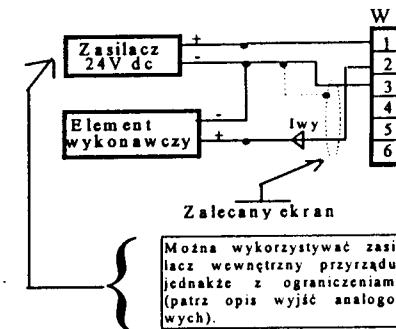 W
Zasilacz
24V dc
+
-
1
2
3
4
5
6
Element
wykonawczy
-
+
Iwy
Zalecany ekran
Można wykorzystywać zasi
lacz wewnętrzny przyrządu
jednakże z ograniczeniam
(patrz opis wyjść analogo
wych).